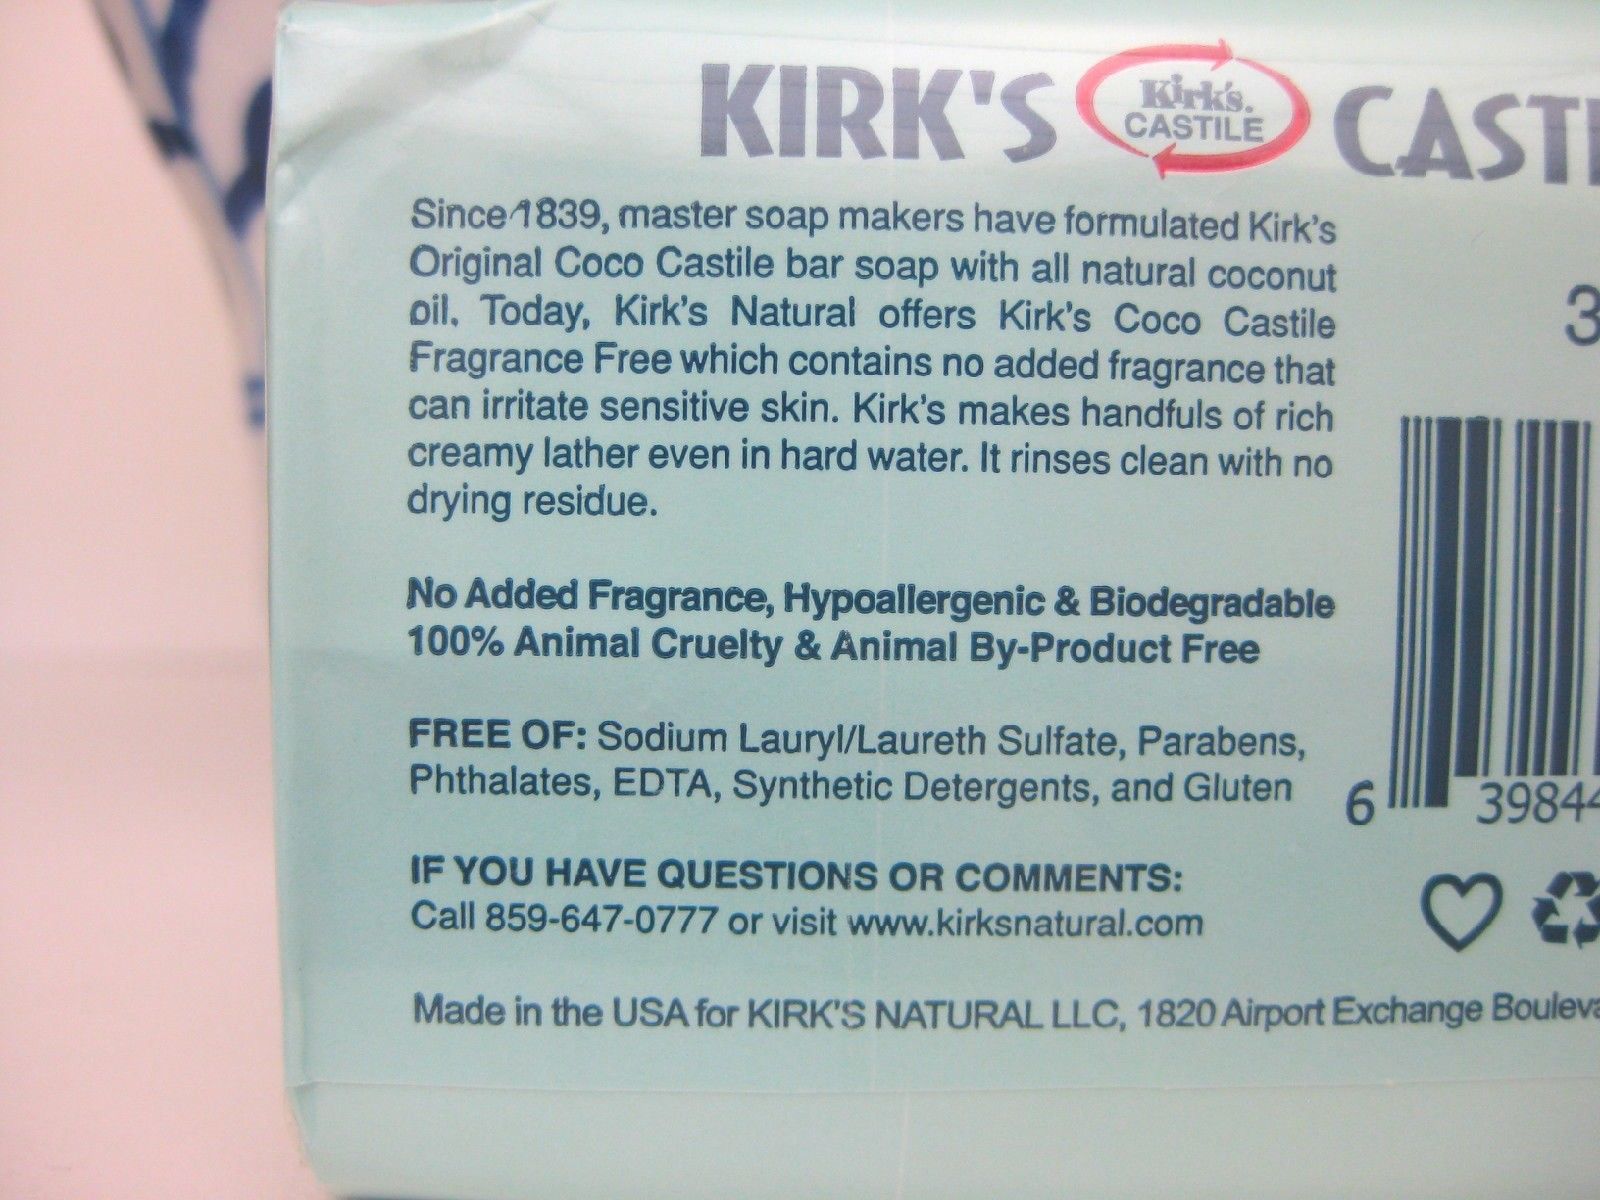 KIRK'S Kirk's. CASTILE
Since 1839, master soap makers have formulated Kirk's
Original Coco Castile bar soap with all natural coconut
oil. Today, Kirk's Natural offers Kirk's Coco Castile
Fragrance Free which contains no added fragrance that
can irritate sensitive skin. Kirk's makes handfuls of rich
creamy lather even in hard water. It rinses clean with no
drying residue.
No Added Fragrance, Hypoallergenic & Biodegradable
100% Animal Cruelty & Animal By-Product Free
FREE OF: Sodium Lauryl/Laureth Sulfate, Parabens,
Phthalates, EDTA, Synthetic Detergents, and Gluten
6 39844
IF YOU HAVE QUESTIONS OR COMMENTS:
Call 859-647-0777 or visit www.kirksnatural.com
Made in the USA for KIRK'S NATURAL LLC, 1820 Airport Exchange